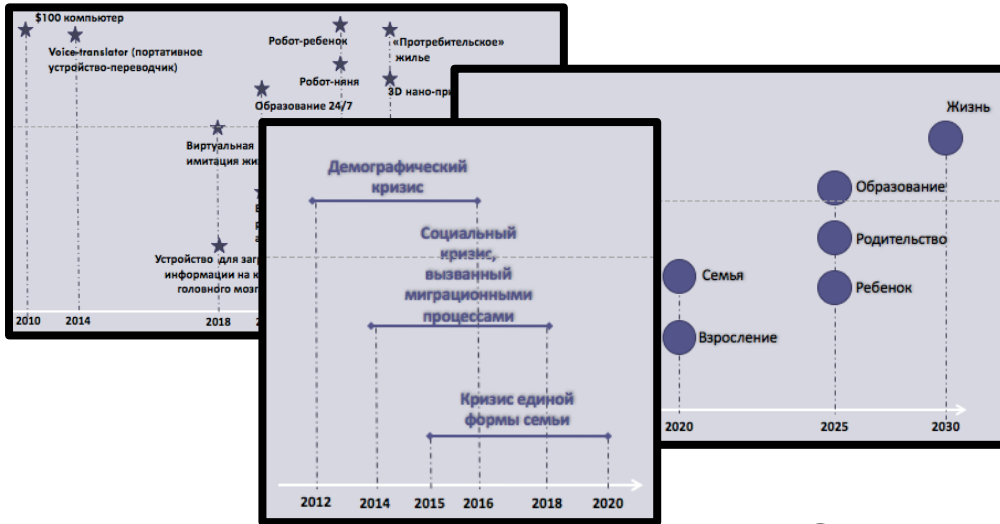 $100 компьютер
Voice-translator (портативное
устройство-переводчик)
Робот-ребенок
«Протребительское»
жилье
Робот-няня
3D
Образование 24/7
Виртуальная
имитация
Устройство для
информации на
головного
2010 2014 2018
Демографический
кризис
Социальный
кризис,
вызванный
миграционными
процессами
Кризис единой
формы семьи
2012 2014 2015 2016 2018 2020
Жизнь
Образование
Родительство
Семья
Ребенок
Взросление
2020 2025 2030